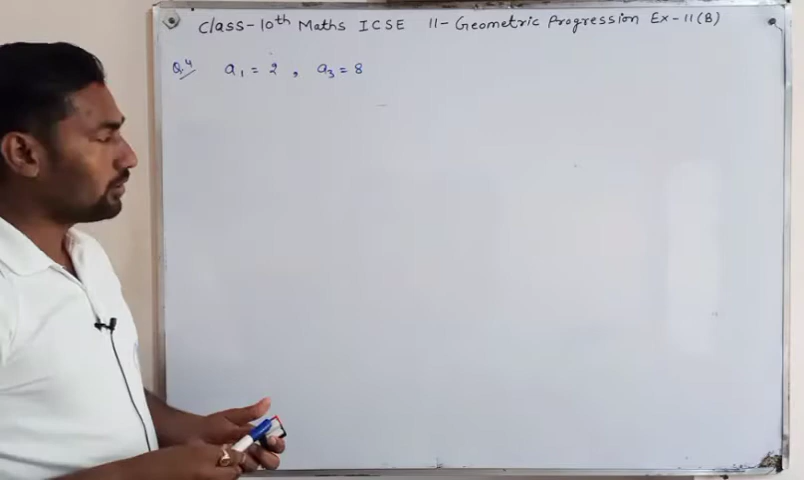 Class-10th Maths ICSE 11-Geometric Progression Ex-11(B)
Q.4 a₁ = 2 , a₃ = 8